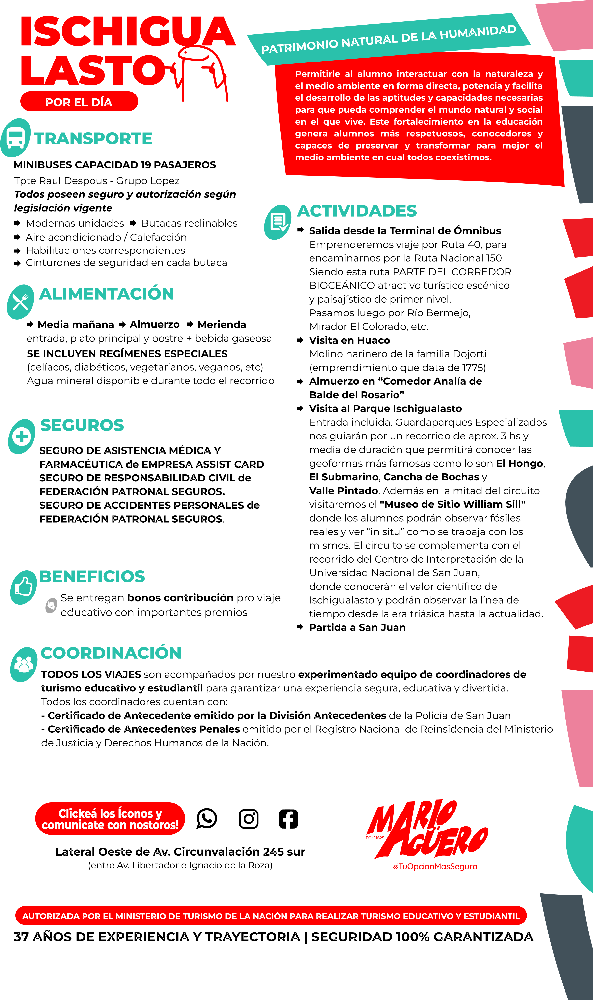 ISCHIGUA
LASTO
POR EL DÍA
PATRIMONIO NATURAL DE LA HUMANIDAD
Permitirle al alumno interactuar con la naturaleza y
el medio ambiente en forma directa, potencia y facilita
el desarrollo de las aptitudes y capacidades necesarias
para que pueda comprender el mundo natural y social
en el que vive. Este fortalecimiento en la educación
genera alumnos más respetuosos, conocedores y
capaces de preservar y transformar para mejor el
medio ambiente en cual todos coexistimos.
TRANSPORTE
MINIBUSES CAPACIDAD 19 PASAJEROS
Tpte Raul Despous - Grupo Lopez
Todos poseen seguro y autorización según
legislación vigente
Modernas unidades Butacas reclinables
Aire acondicionado / Calefacción
Habilitaciones correspondientes
Cinturones de seguridad en cada butaca
ALIMENTACIÓN
Media mañana Almuerzo Merienda
entrada, plato principal y postre + bebida gaseosa
SE INCLUYEN REGÍMENES ESPECIALES
(celíacos, diabéticos, vegetarianos, veganos, etc)
Agua mineral disponible durante todo el recorrido
SEGUROS
SEGURO DE ASISTENCIA MÉDICA Y
FARMACÉUTICA de EMPRESA ASSIST CARD
SEGURO DE RESPONSABILIDAD CIVIL de
FEDERACIÓN PATRONAL SEGUROS.
SEGURO DE ACCIDENTES PERSONALES de
FEDERACIÓN PATRONAL SEGUROS.
BENEFICIOS
Se entregan bonos contribución pro viaje
educativo con importantes premios
ACTIVIDADES
Salida desde la Terminal de Ómnibus
Emprenderemos viaje por Ruta 40, para
encaminarnos por la Ruta Nacional 150.
Siendo esta ruta PARTE DEL CORREDOR
BIOCEÁNICO atractivo turístico escénico
y paisajístico de primer nivel.
Pasamos luego por Río Bermejo,
Mirador El Colorado, etc.
Visita en Huaco
Molino harinero de la familia Dojorti
(emprendimiento que data de 1775)
Almuerzo en “Comedor Analía de
Balde del Rosario”
Visita al Parque Ischigualasto
Entrada incluida. Guardaparques Especializados
nos guiarán por un recorrido de aprox. 3 hs y
media de duración que permitirá conocer las
geoformas más famosas como lo son El Hongo,
El Submarino, Cancha de Bochas y
Valle Pintado. Además en la mitad del circuito
visitaremos el "Museo de Sitio William Sill"
donde los alumnos podrán observar fósiles
reales y ver “in situ” como se trabaja con los
mismos. El circuito se complementa con el
recorrido del Centro de Interpretación de la
Universidad Nacional de San Juan,
donde conocerán el valor científico de
Ischigualasto y podrán observar la línea de
tiempo desde la era triásica hasta la actualidad.
Partida a San Juan
COORDINACIÓN
TODOS LOS VIAJES son acompañados por nuestro experimentado equipo de coordinadores de
turismo educativo y estudiantil para garantizar una experiencia segura, educativa y divertida.
Todos los coordinadores cuentan con:
- Certificado de Antecedente emitido por la División Antecedentes de la Policía de San Juan
- Certificado de Antecedentes Penales emitido por el Registro Nacional de Reinsidencia del Ministerio
de Justicia y Derechos Humanos de la Nación.
Clickeá los Íconos y
comunicate con nostoros!
Lateral Oeste de Av. Circunvalación 245 sur
(entre Av. Libertador e Ignacio de la Roza)
MARIO
AGÜERO
LEG.: 11625
#TuOpcionMasSegura
AUTORIZADA POR EL MINISTERIO DE TURISMO DE LA NACIÓN PARA REALIZAR TURISMO EDUCATIVO Y ESTUDIANTIL
37 AÑOS DE EXPERIENCIA Y TRAYECTORIA | SEGURIDAD 100% GARANTIZADA